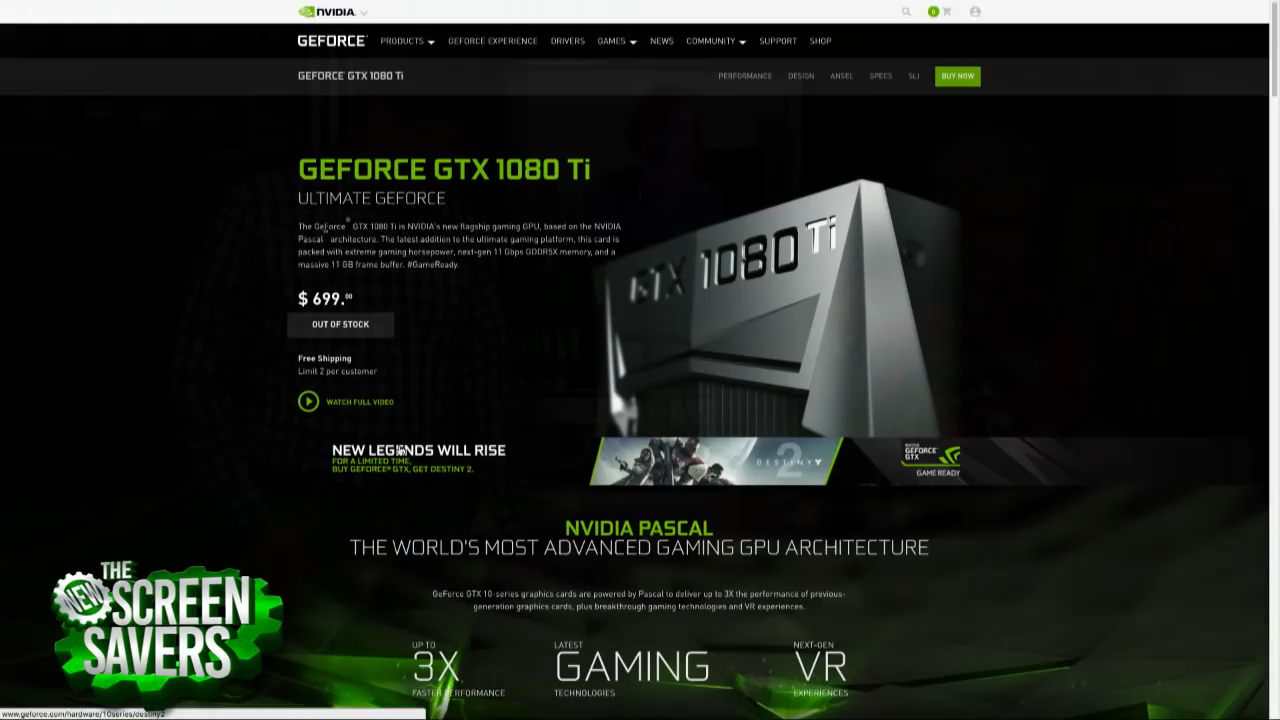 NVIDIA.
0
GEFORCE
PRODUCTS GEFORCE EXPERIENCE DRIVERS GAMES NEWS COMMUNITY SUPPORT SHOP
GEFORCE GTX 1080 Ti
PERFORMANCE DESIGN ANSEL SPECS SLI BUY NOW
GEFORCE GTX 1080 Ti
ULTIMATE GEFORCE
The GeForce® GTX 1080 Ti is NVIDIA's new flagship gaming GPU, based on the NVIDIA
Pascal™ architecture. The latest addition to the ultimate gaming platform, this card is
packed with extreme gaming horsepower, next-gen 11 Gbps GDDR5X memory, and a
massive 11 GB frame buffer. #GameReady.
$ 699.00
OUT OF STOCK
Free Shipping
Limit 2 per customer
WATCH FULL VIDEO
GTX 1080 Ti
NEW LEGENDS WILL RISE
FOR A LIMITED TIME,
BUY GEFORCE® GTX, GET DESTINY 2.
DESTINY 2
NVIDIA
GEFORCE
GTX
GAME READY
NVIDIA PASCAL
THE WORLD'S MOST ADVANCED GAMING GPU ARCHITECTURE
GeForce GTX 10-series graphics cards are powered by Pascal to deliver up to 3X the performance of previous-
generation graphics cards, plus breakthrough gaming technologies and VR experiences.
UP TO
3X
FASTER PERFORMANCE
LATEST
GAMING
TECHNOLOGIES
NEXT-GEN
VR
EXPERIENCES
THE
NEW SCREEN
SAVERS
www.geforce.com/hardware/10series/destiny2